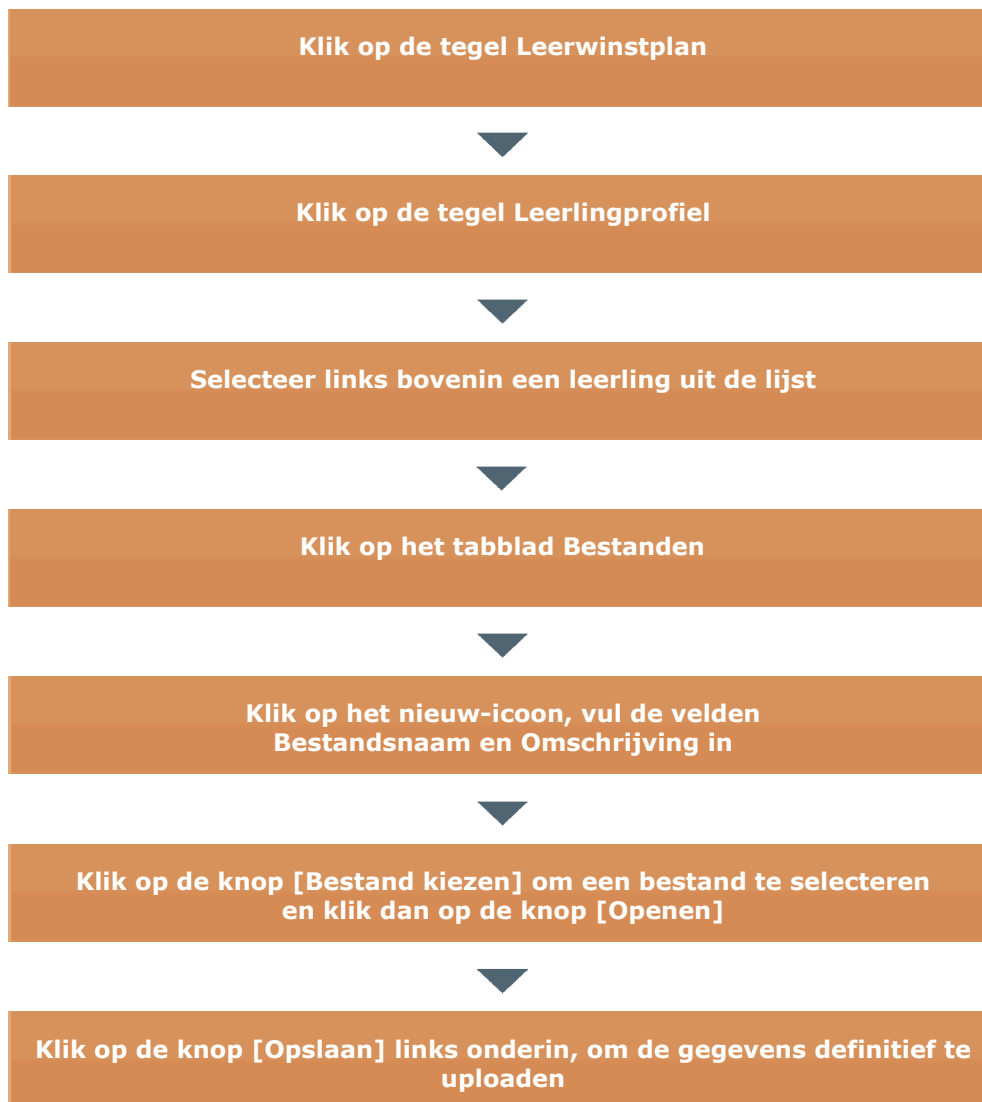 Klik op de tegel Leerwinstplan
Klik op de tegel Leerlingprofiel
Selecteer links bovenin een leerling uit de lijst
Klik op het tabblad Bestanden
Klik op het nieuw-icoon, vul de velden
Bestandsnaam en Omschrijving in
Klik op de knop [Bestand kiezen] om een bestand te selecteren
en klik dan op de knop [Openen]
Klik op de knop [Opslaan] links onderin, om de gegevens definitief te
uploaden